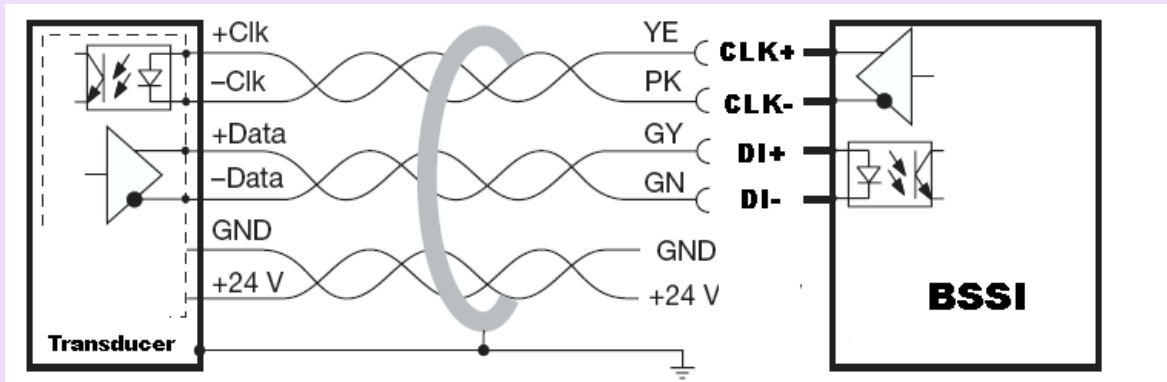 +Clk YE CLK+
–Clk PK CLK-
+Data GY DI+
–Data GN DI-
GND GND
+24 V +24 V
BSSI
Transducer